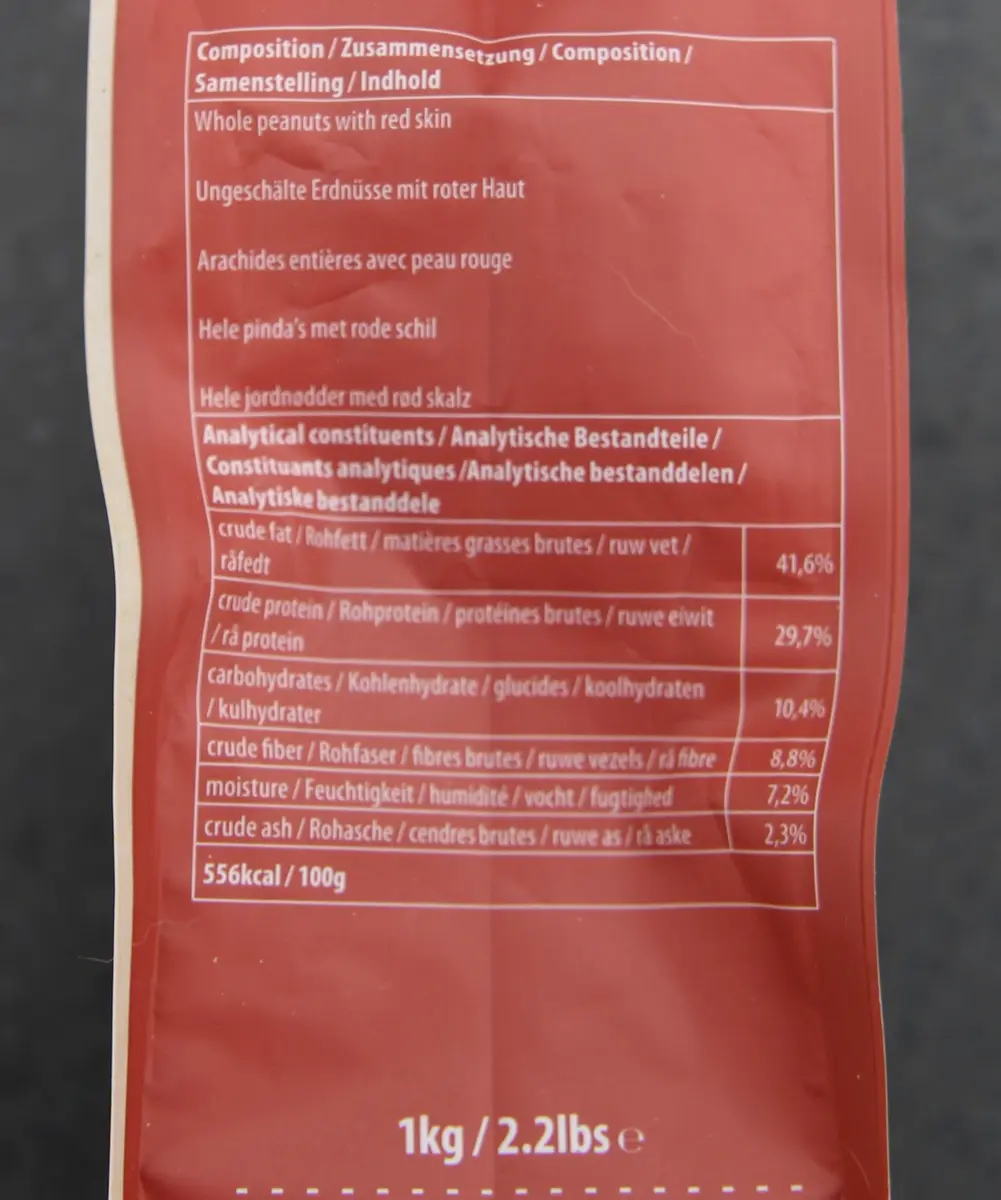 Composition / Zusammensetzung / Composition /
Samenstelling / Indhold
Whole peanuts with red skin
Ungeschälte Erdnüsse mit roter Haut
Arachides entières avec peau rouge
Hele pinda's met rode schil
Hele jordnødder med rød skalz
Analytical constituents / Analytische Bestandteile /
Constituants analytiques /Analytische bestanddelen /
Analytiske bestanddele
crude fat / Rohfett / matières grasses brutes / ruw vet /
råfedt
41,6%
crude protein / Rohprotein / protéines brutes / ruwe eiwit
/ rå protein
29,7%
carbohydrates / Kohlenhydrate / glucides / koolhydraten
/ kulhydrater
10,4%
crude fiber / Rohfaser / fibres brutes / ruwe vezels / rå fibre 8,8%
moisture / Feuchtigkeit / humidité / vocht / fugtighed 7,2%
crude ash / Rohasche / cendres brutes / ruwe as / rå aske 2,3%
556kcal / 100g
1kg / 2.2lbs ℮